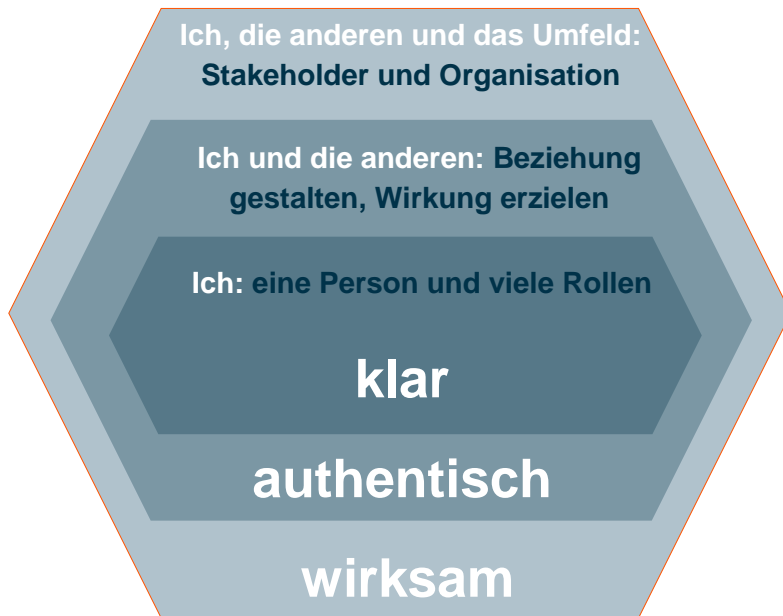 Ich, die anderen und das Umfeld:
Stakeholder und Organisation
Ich und die anderen: Beziehung
gestalten, Wirkung erzielen
Ich: eine Person und viele Rollen
klar
authentisch
wirksam